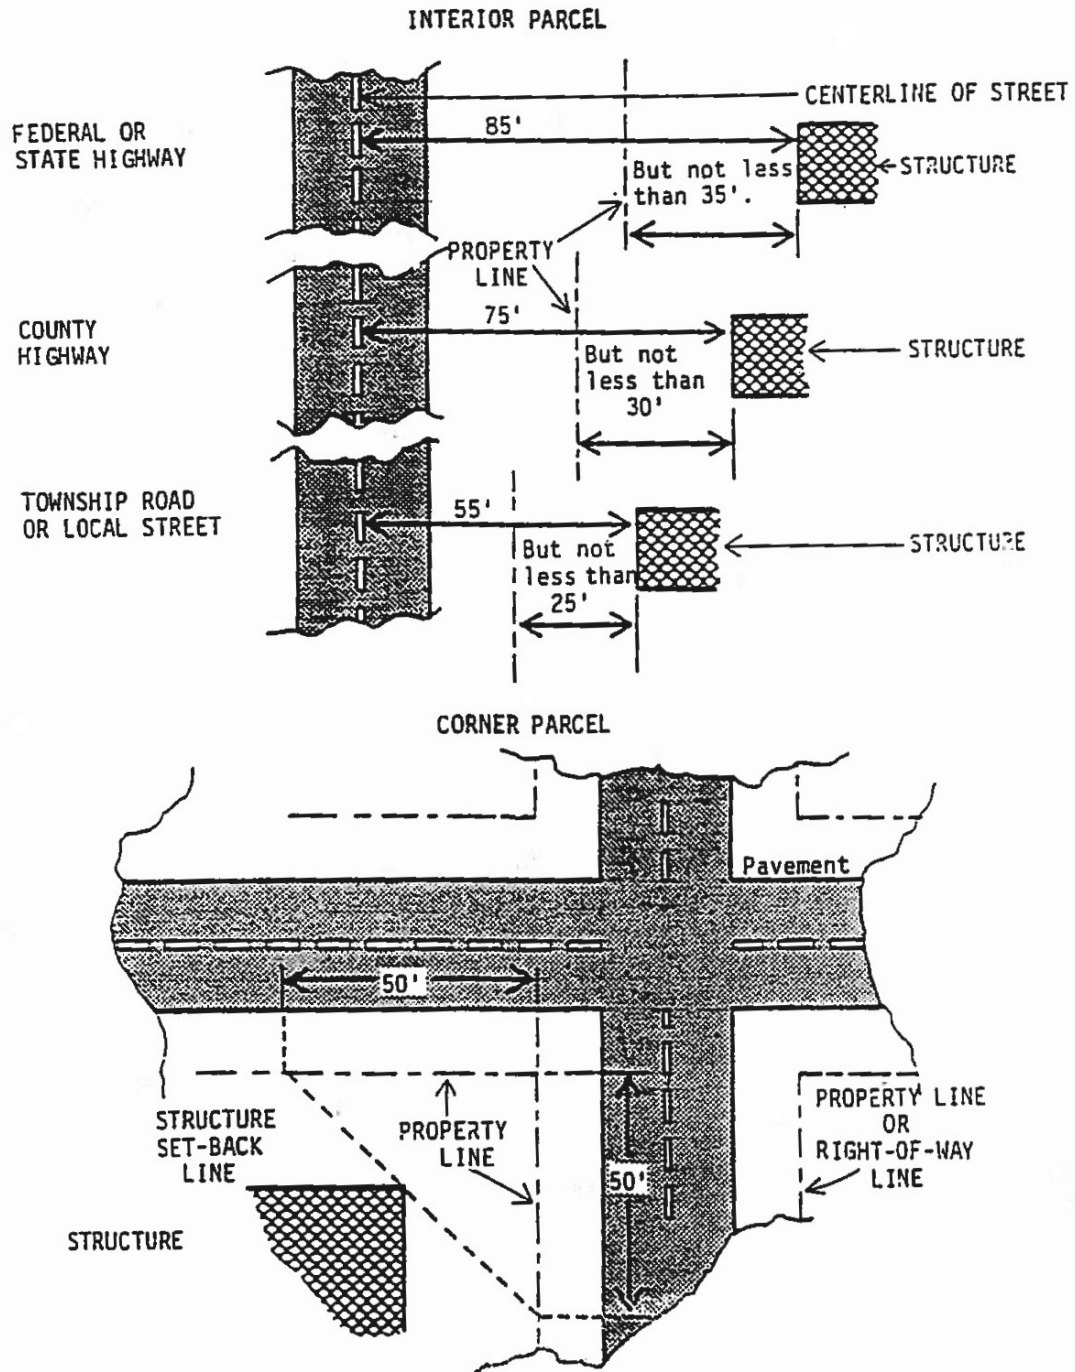 INTERIOR PARCEL
CENTERLINE OF STREET
FEDERAL OR
STATE HIGHWAY
85'
But not less
than 35'.
STRUCTURE
PROPERTY
LINE
COUNTY
HIGHWAY
75'
But not
less than
30'
STRUCTURE
TOWNSHIP ROAD
OR LOCAL STREET
55'
But not
less than
25'
STRUCTURE
CORNER PARCEL
Pavement
50'
STRUCTURE
SET-BACK
LINE
PROPERTY
LINE
50'
PROPERTY LINE
OR
RIGHT-OF-WAY
LINE
STRUCTURE